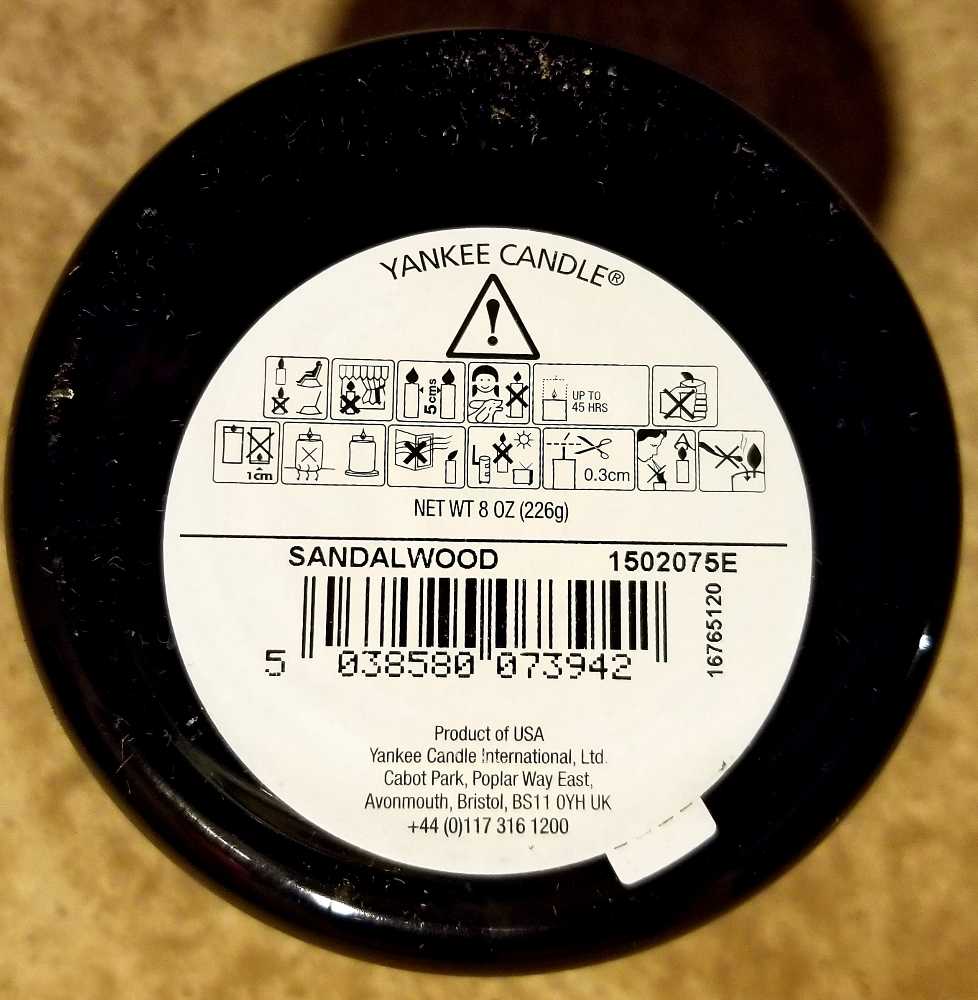 YANKEE CANDLE®
5cms
UP TO
45 HRS
1cm
0.3cm
NET WT 8 OZ (226g)
SANDALWOOD 1502075E
16765120
5 038580 073942
Product of USA
Yankee Candle International, Ltd.
Cabot Park, Poplar Way East,
Avonmouth, Bristol, BS11 0YH UK
+44 (0)117 316 1200